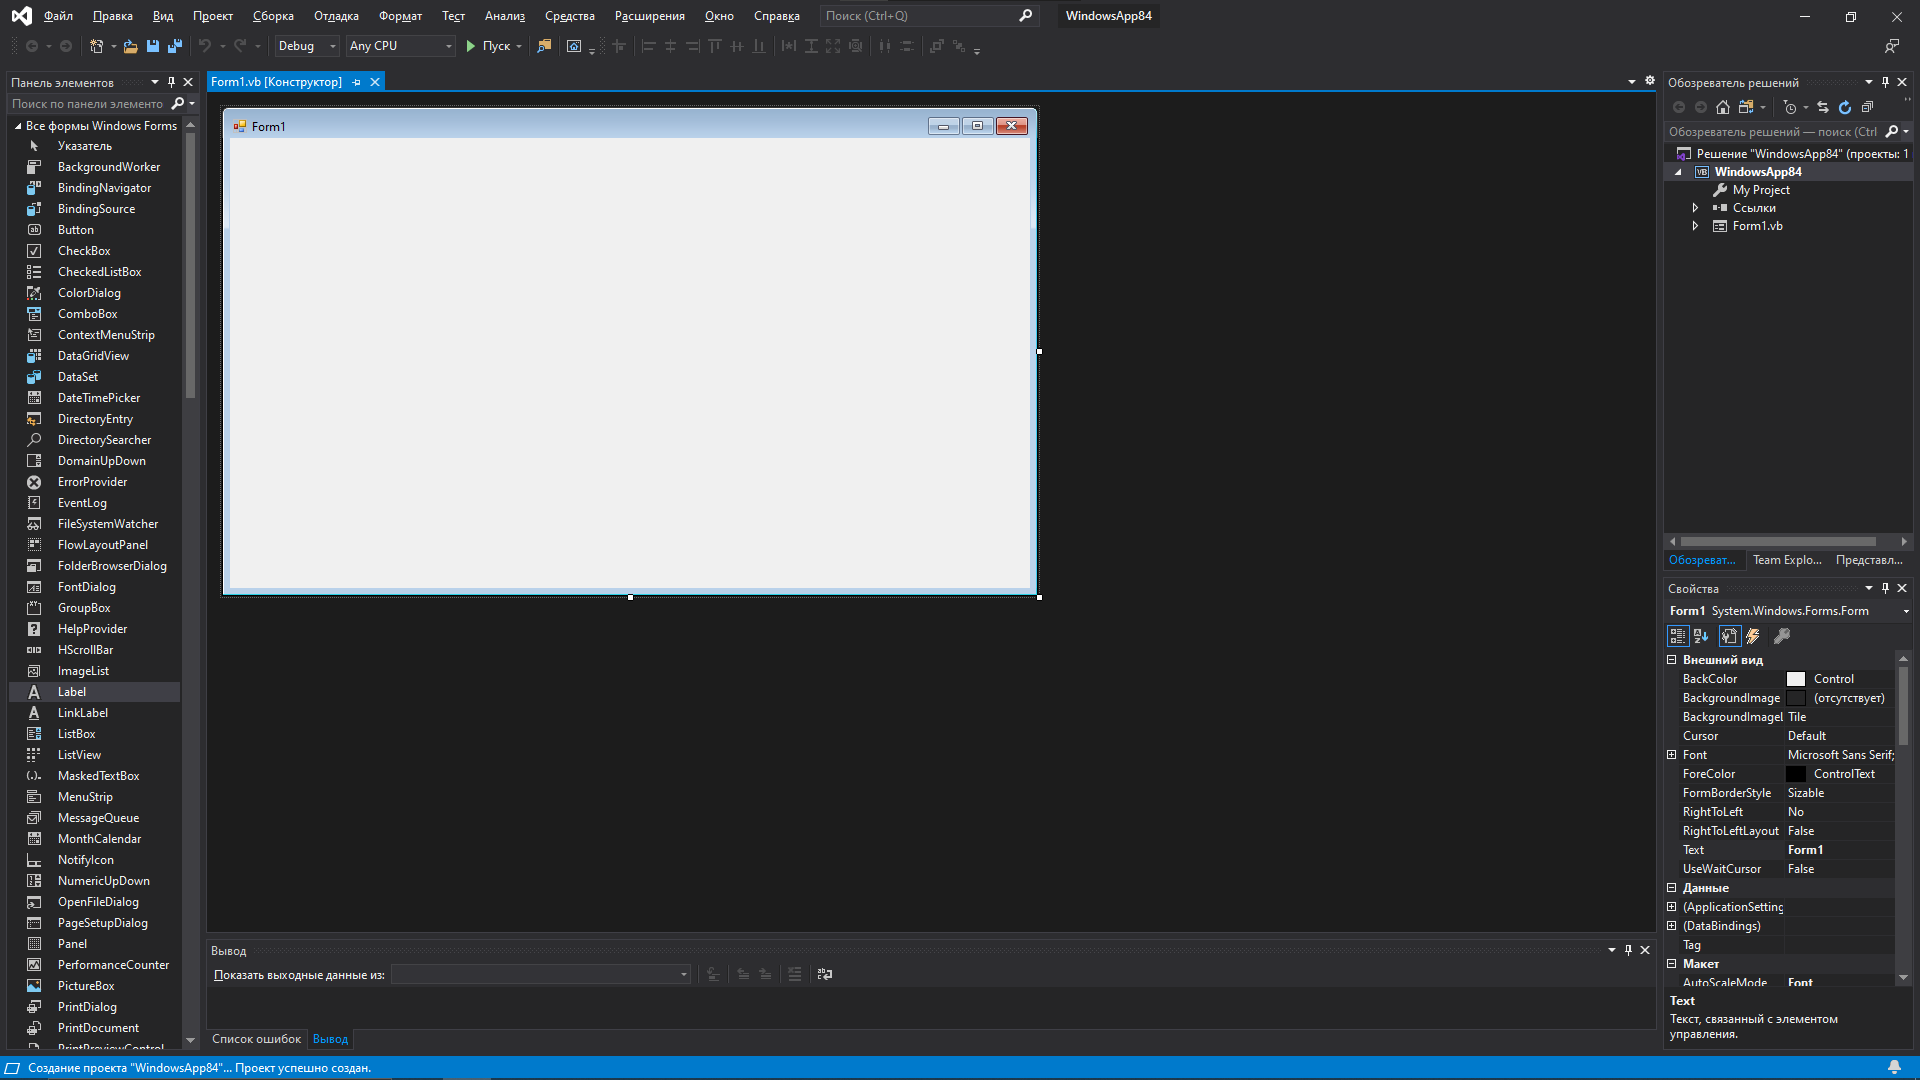 Файл Правка Вид Проект Сборка Отладка Формат Тест Анализ Средства Расширения Окно Справка Поиск (Ctrl+Q) WindowsApp84
Debug Any CPU Пуск
Панель элементов
Поиск по панели элементо
Все формы Windows Forms
Указатель
BackgroundWorker
BindingNavigator
BindingSource
Button
CheckBox
CheckedListBox
ColorDialog
ComboBox
ContextMenuStrip
DataGridView
DataSet
DateTimePicker
DirectoryEntry
DirectorySearcher
DomainUpDown
ErrorProvider
EventLog
FileSystemWatcher
FlowLayoutPanel
FolderBrowserDialog
FontDialog
GroupBox
HelpProvider
HScrollBar
ImageList
Label
LinkLabel
ListBox
ListView
MaskedTextBox
MenuStrip
MessageQueue
MonthCalendar
NotifyIcon
NumericUpDown
OpenFileDialog
PageSetupDialog
Panel
PerformanceCounter
PictureBox
PrintDialog
PrintDocument
PrintPreviewControl
Form1.vb [Конструктор]
Form1
Вывод
Показать выходные данные из:
Список ошибок Вывод
Обозреватель решений
Обозреватель решений — поиск (Ctrl
Решение "WindowsApp84" (проекты: 1
WindowsApp84
My Project
Ссылки
Form1.vb
Обозреват... Team Explo... Представл...
Свойства
Form1 System.Windows.Forms.Form
Внешний вид
BackColor Control
BackgroundImage (отсутствует)
BackgroundImageL Tile
Cursor Default
Font Microsoft Sans Serif;
ForeColor ControlText
FormBorderStyle Sizable
RightToLeft No
RightToLeftLayout False
Text Form1
UseWaitCursor False
Данные
(ApplicationSetting
(DataBindings)
Tag
Макет
AutoScaleMode Font
Text
Текст, связанный с элементом
управления.
Создание проекта "WindowsApp84"... Проект успешно создан.